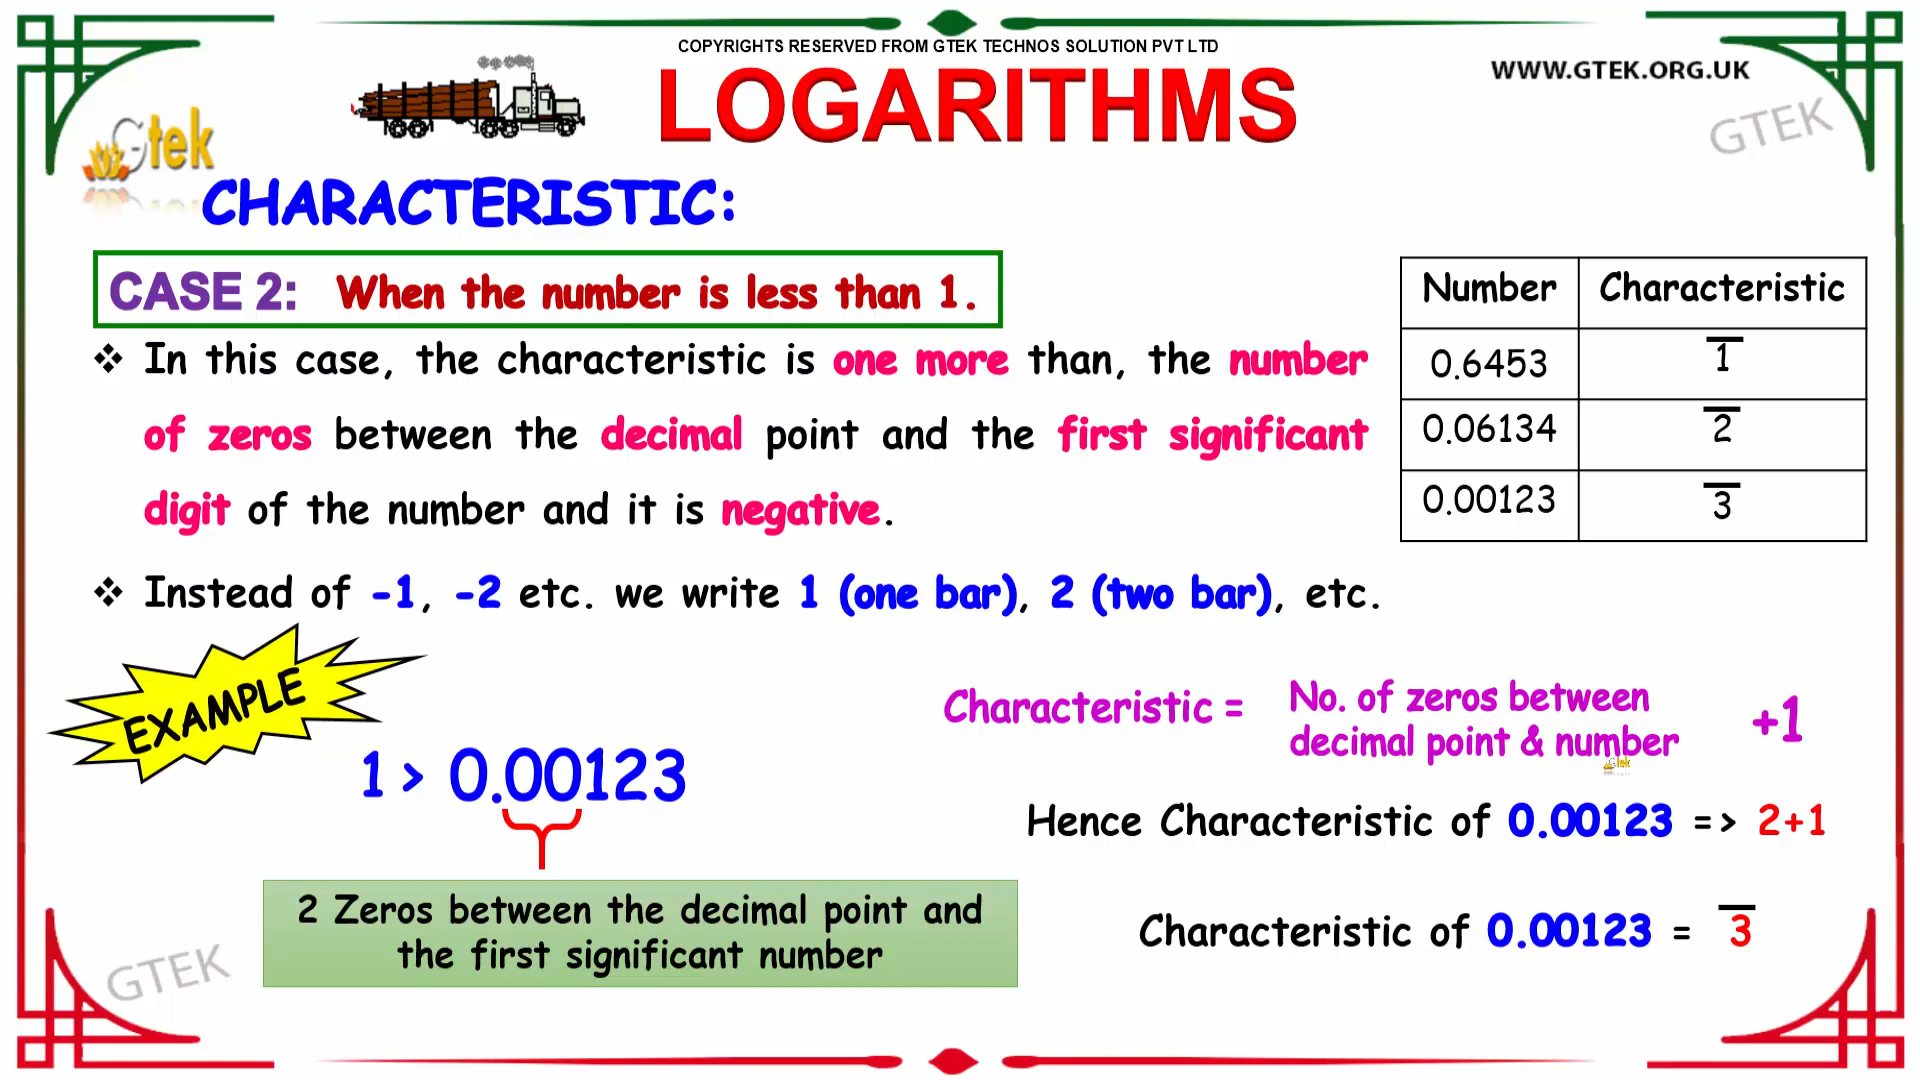 COPYRIGHTS RESERVED FROM GTEK TECHNOS SOLUTION PVT LTD
WWW.GTEK.ORG.UK
LOGARITHMS
GTEK
Gtek
CHARACTERISTIC:
CASE 2: When the number is less than 1.
❖ In this case, the characteristic is one more than, the number
of zeros between the decimal point and the first significant
digit of the number and it is negative.
❖ Instead of -1, -2 etc. we write 1 (one bar), 2 (two bar), etc.
Number Characteristic
0.6453 1̅
0.06134 2̅
0.00123 3̅
EXAMPLE
1 > 0.00123
2 Zeros between the decimal point and
the first significant number
Characteristic = No. of zeros between
decimal point & number +1
Gtek
Hence Characteristic of 0.00123 => 2+1
Characteristic of 0.00123 = 3̅
GTEK